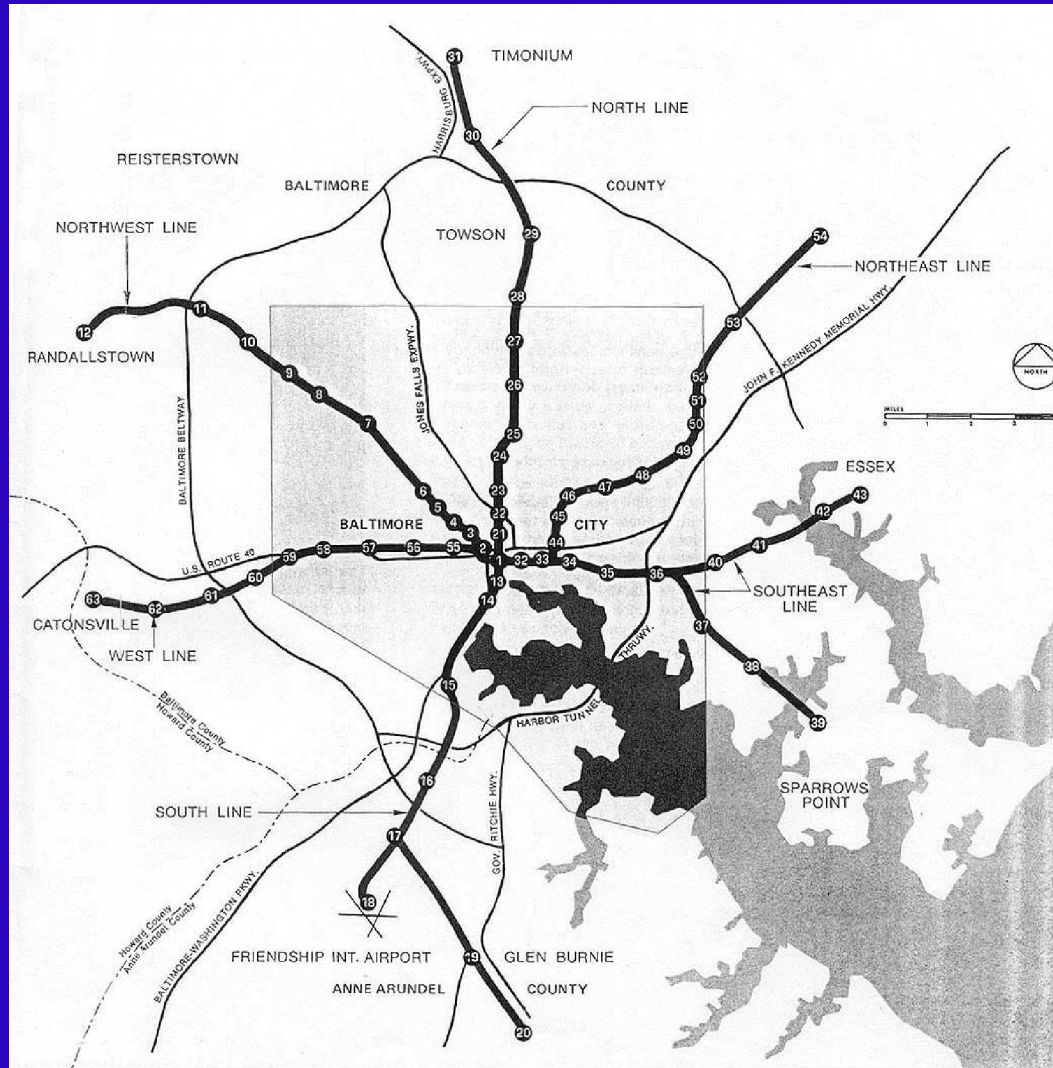 31
TIMONIUM
HARRISBURG EXPWY.
NORTH LINE
30
REISTERSTOWN
BALTIMORE
COUNTY
NORTHWEST LINE
TOWSON
29
54
NORTHEAST LINE
28
11
12
53
RANDALLSTOWN
10
27
JONES FALLS EXPWY.
JOHN F. KENNEDY MEMORIAL HWY.
NORTH
9
52
8
26
51
BALTIMORE BELTWAY
7
50
MILES
0
1
2
3
25
24
49
ESSEX
48
47
6
23
46
43
5
22
45
42
4
BALTIMORE
CITY
3
21
44
41
U.S. ROUTE 40
59
58
57
56
55
2
1
32
33
34
40
60
35
36
SOUTHEAST
LINE
13
63
62
61
14
CATONSVILLE
37
WEST LINE
THRUWY.
38
15
Baltimore County
Howard County
HARBOR TUNNEL
39
16
SPARROWS
POINT
SOUTH LINE
GOV. RITCHIE HWY.
17
18
Howard County
Anne Arundel County
BALTIMORE-WASHINGTON PKWY.
FRIENDSHIP INT. AIRPORT
19
GLEN BURNIE
ANNE ARUNDEL
COUNTY
20